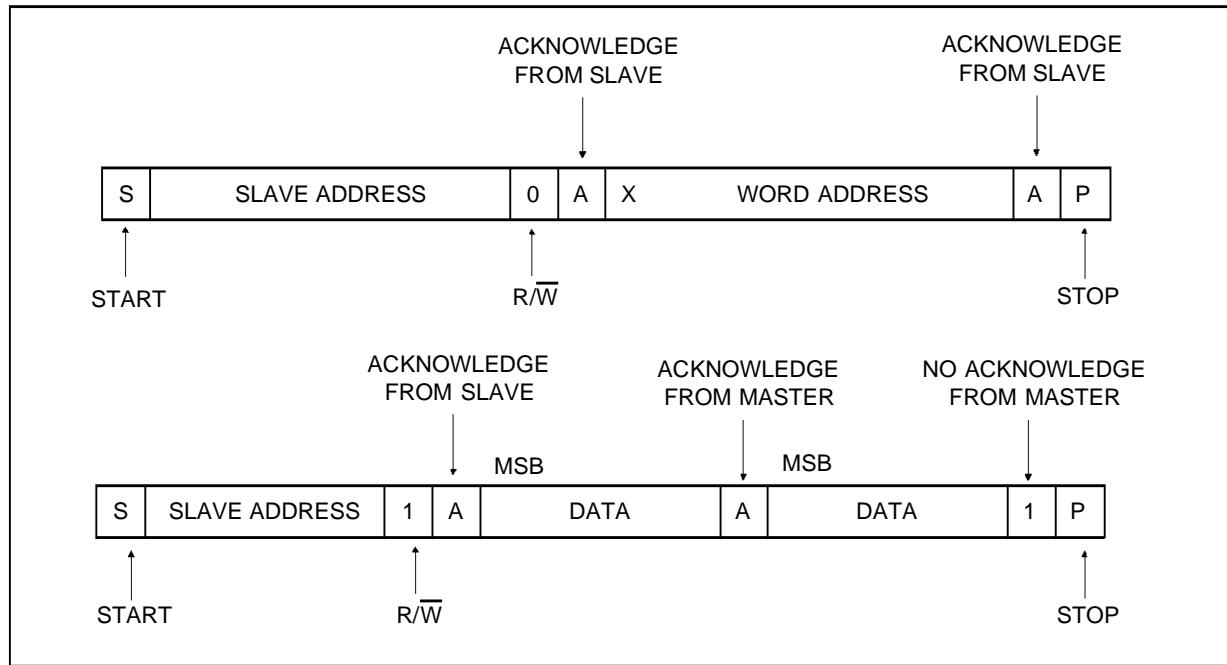 ACKNOWLEDGE
FROM SLAVE
ACKNOWLEDGE
FROM SLAVE
S SLAVE ADDRESS 0 A X WORD ADDRESS A P
START
R/W̅
STOP
ACKNOWLEDGE
FROM SLAVE
ACKNOWLEDGE
FROM MASTER
NO ACKNOWLEDGE
FROM MASTER
MSB
MSB
S SLAVE ADDRESS 1 A DATA A DATA 1 P
START
R/W̅
STOP